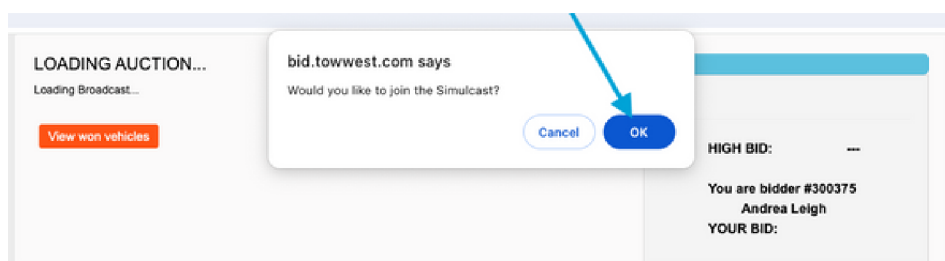 LOADING AUCTION...
Loading Broadcast...
View won vehicles
bid.towwest.com says
Would you like to join the Simulcast?
Cancel
OK
HIGH BID: ---
You are bidder #300375
Andrea Leigh
YOUR BID: